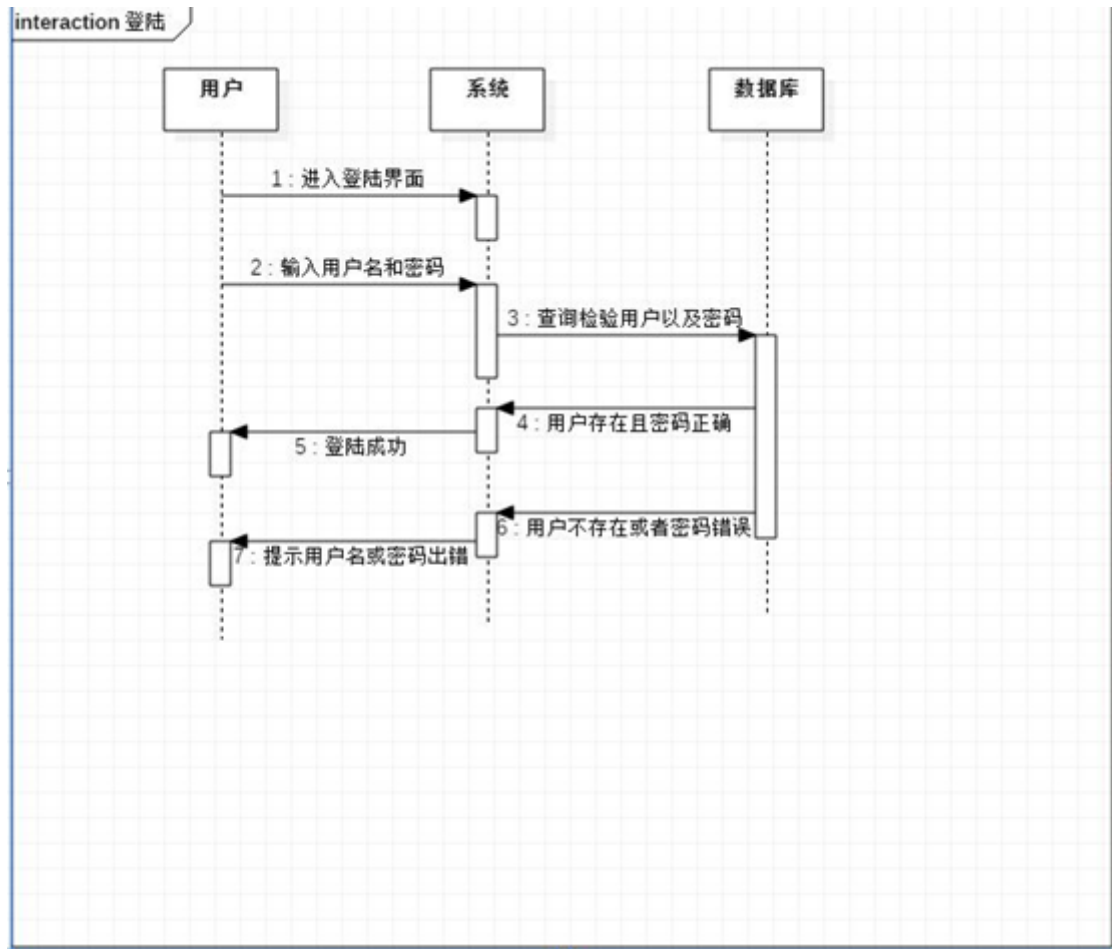 interaction 登陆
用户
系统
数据库
1 : 进入登陆界面
2 : 输入用户名和密码
3 : 查询检验用户以及密码
4 : 用户存在且密码正确
5 : 登陆成功
6 : 用户不存在或者密码错误
7 : 提示用户名或密码出错